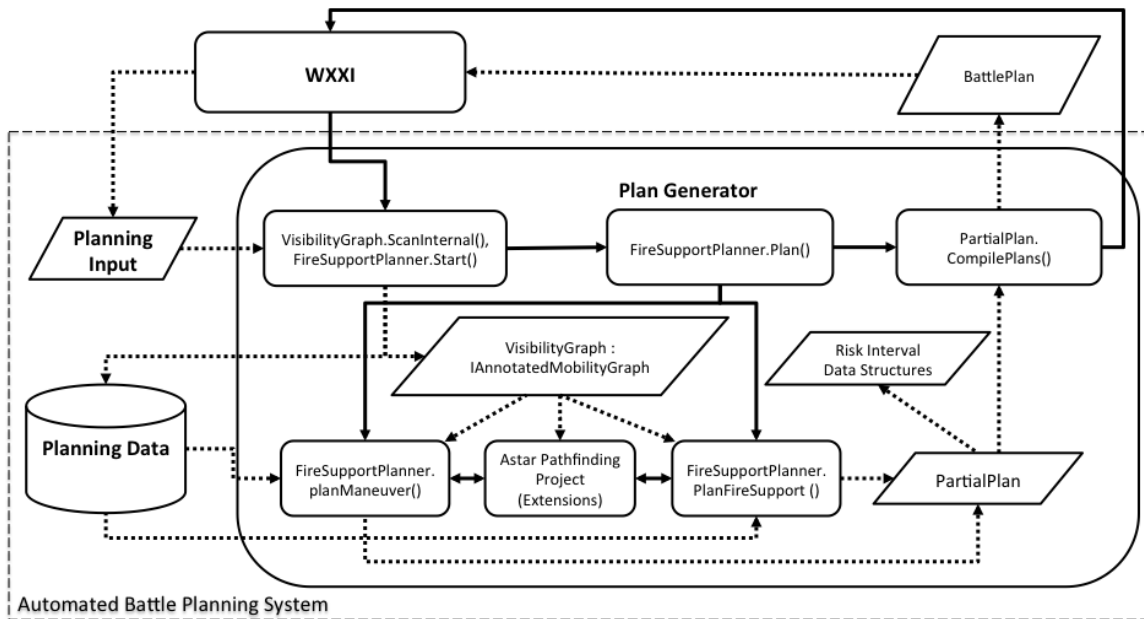 WXXI
BattlePlan
Plan Generator
Planning
Input
VisibilityGraph.ScanInternal(),
FireSupportPlanner.Start()
FireSupportPlanner.Plan()
PartialPlan.
CompilePlans()
VisibilityGraph :
IAnnotatedMobilityGraph
Risk Interval
Data Structures
Planning Data
FireSupportPlanner.
planManeuver()
Astar Pathfinding
Project
(Extensions)
FireSupportPlanner.
PlanFireSupport ()
PartialPlan
Automated Battle Planning System